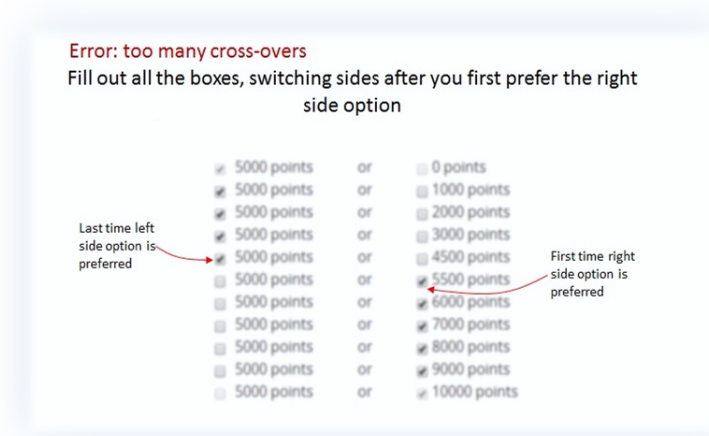 Error: too many cross-overs
Fill out all the boxes, switching sides after you first prefer the right
side option
5000 points or 0 points
5000 points or 1000 points
5000 points or 2000 points
5000 points or 3000 points
5000 points or 4500 points
5000 points or 5500 points
5000 points or 6000 points
5000 points or 7000 points
5000 points or 8000 points
5000 points or 9000 points
5000 points or 10000 points
Last time left
side option is
preferred
First time right
side option is
preferred